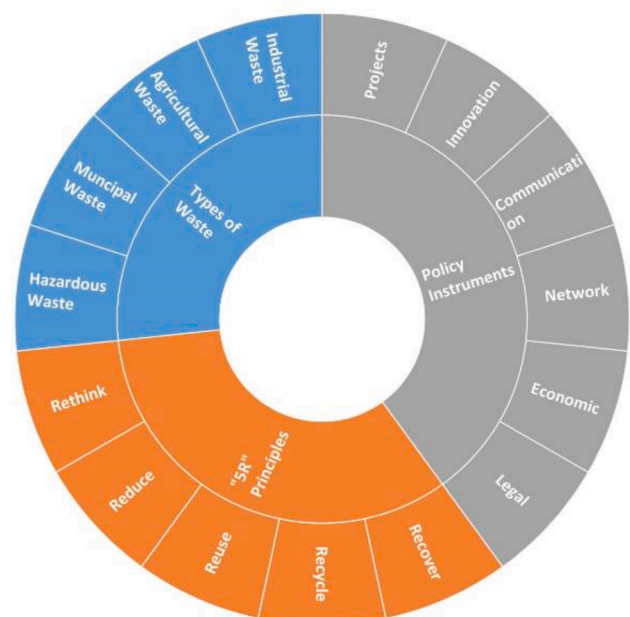 Projects
Innovation
Communicati
on
Network
Economic
Legal
Policy
Instruments
Recover
Recycle
Reuse
Reduce
Rethink
"5R"
Principles
Hazardous
Waste
Muncipal
Waste
Agricultural
Waste
Industrial
Waste
Types of
Waste